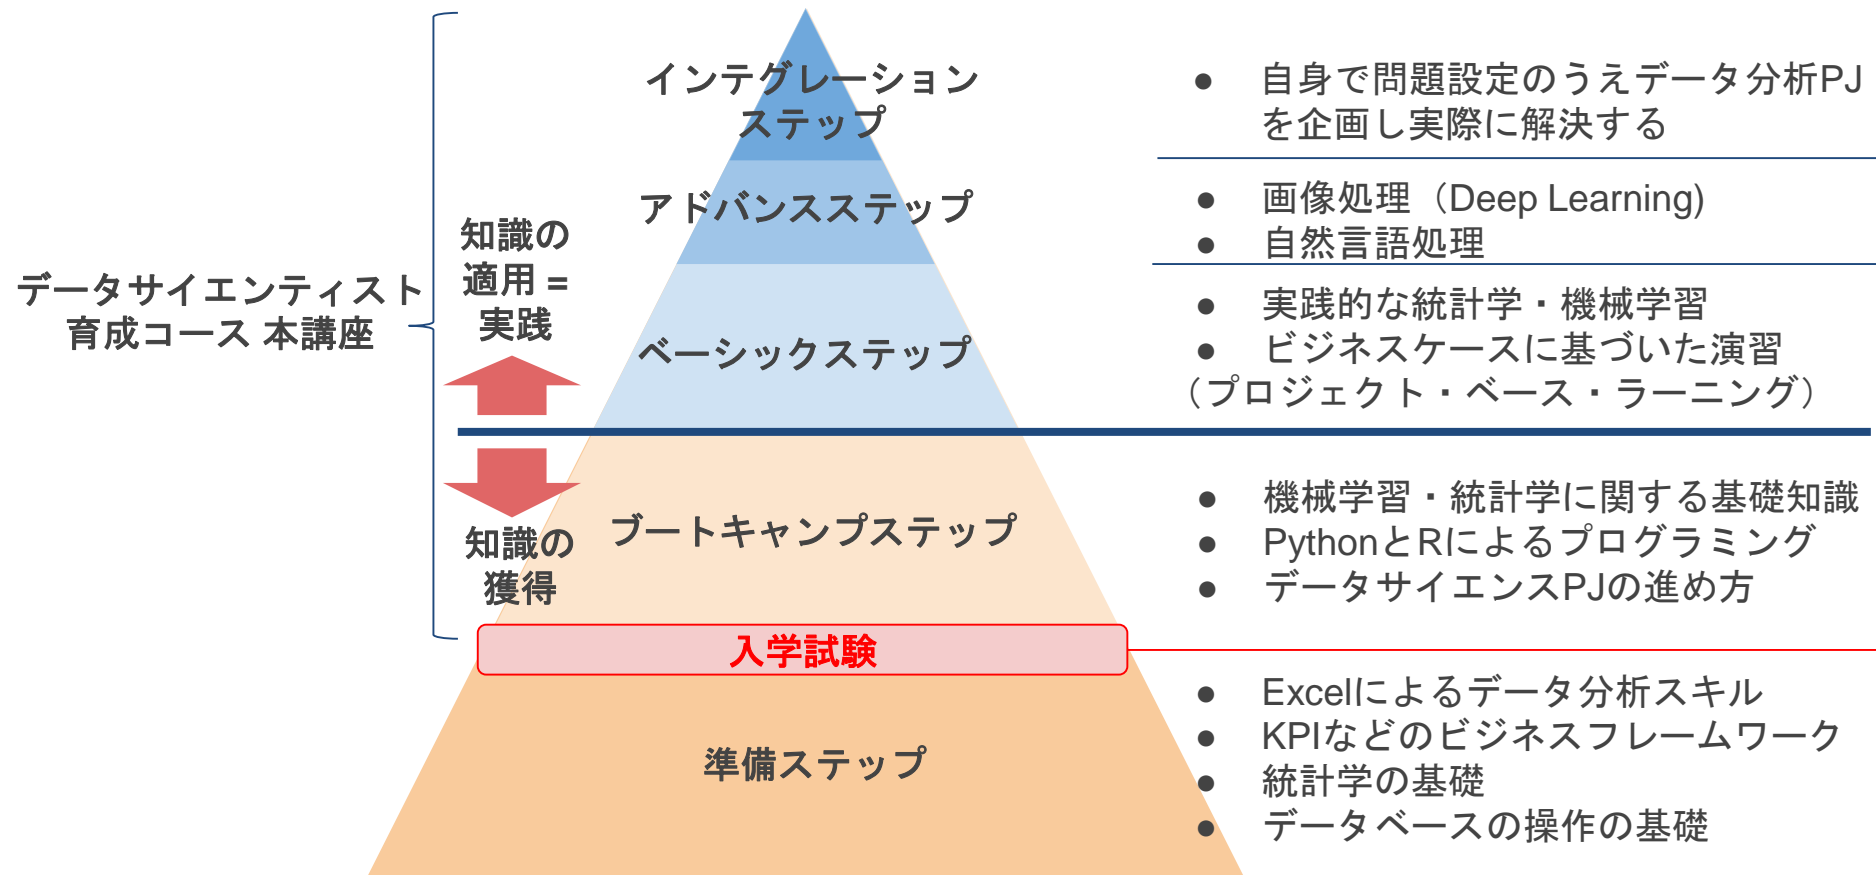 データサイエンティスト
育成コース 本講座
知識の
適用 =
実践
知識の
獲得
インテグレーション
ステップ
アドバンスステップ
ベーシックステップ
ブートキャンプステップ
入学試験
準備ステップ
● 自身で問題設定のうえデータ分析PJ
を企画し実際に解決する
● 画像処理（Deep Learning)
● 自然言語処理
● 実践的な統計学・機械学習
● ビジネスケースに基づいた演習
（プロジェクト・ベース・ラーニング）
● 機械学習・統計学に関する基礎知識
● PythonとRによるプログラミング
● データサイエンスPJの進め方
● Excelによるデータ分析スキル
● KPIなどのビジネスフレームワーク
● 統計学の基礎
● データベースの操作の基礎